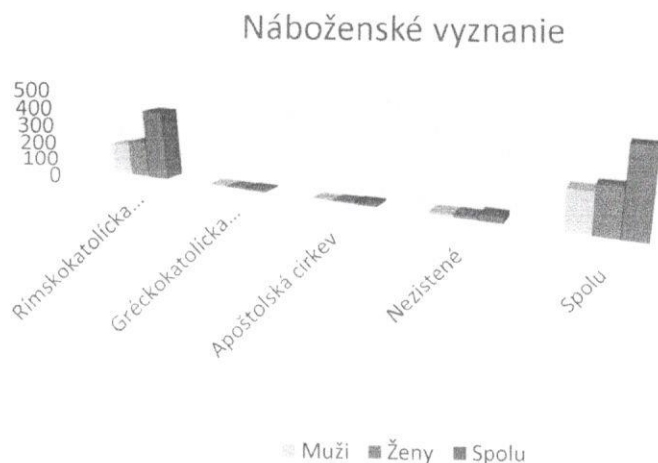 Náboženské vyznanie
500
400
300
200
100
0
Rímskokatolícka...
Gréckokatolícka...
Apoštolská cirkev
Nezistené
Spolu
Muži Ženy Spolu